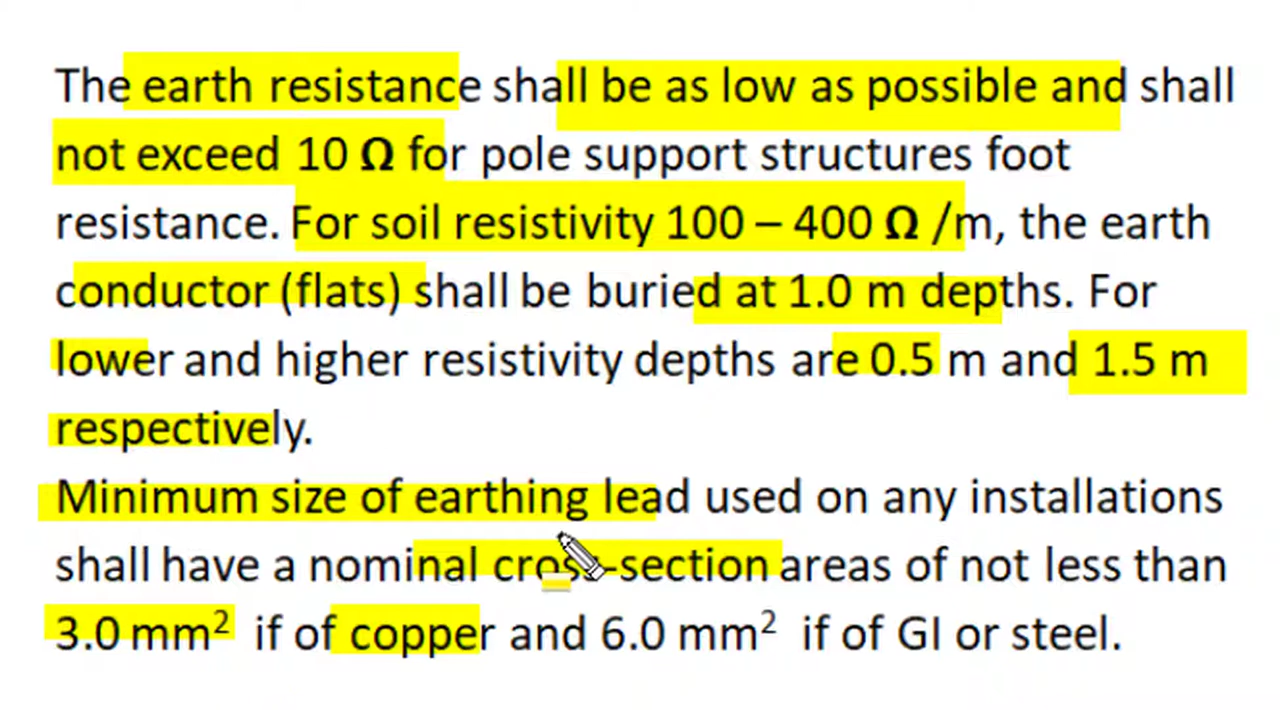 The earth resistance shall be as low as possible and shall
not exceed 10 Ω for pole support structures foot
resistance. For soil resistivity 100 – 400 Ω /m, the earth
conductor (flats) shall be buried at 1.0 m depths. For
lower and higher resistivity depths are 0.5 m and 1.5 m
respectively.
Minimum size of earthing lead used on any installations
shall have a nominal cross-section areas of not less than
3.0 mm² if of copper and 6.0 mm² if of GI or steel.